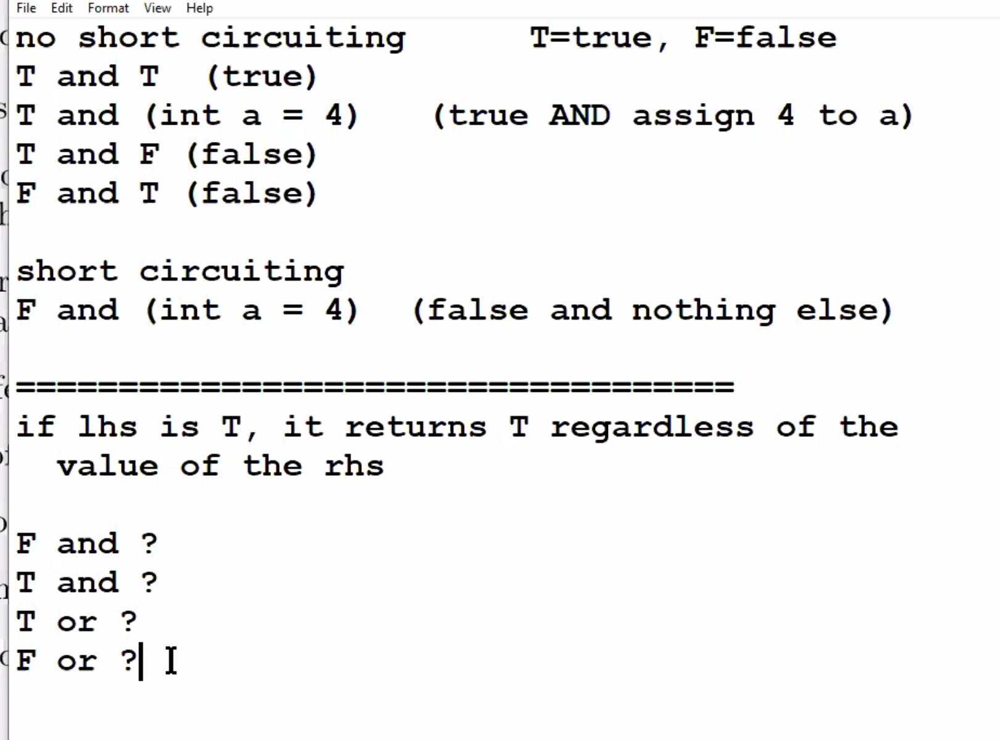 File Edit Format View Help
no short circuiting T=true, F=false
T and T (true)
T and (int a = 4) (true AND assign 4 to a)
T and F (false)
F and T (false)
short circuiting
F and (int a = 4) (false and nothing else)
===================================
if lhs is T, it returns T regardless of the
value of the rhs
F and ?
T and ?
T or ?
F or ?